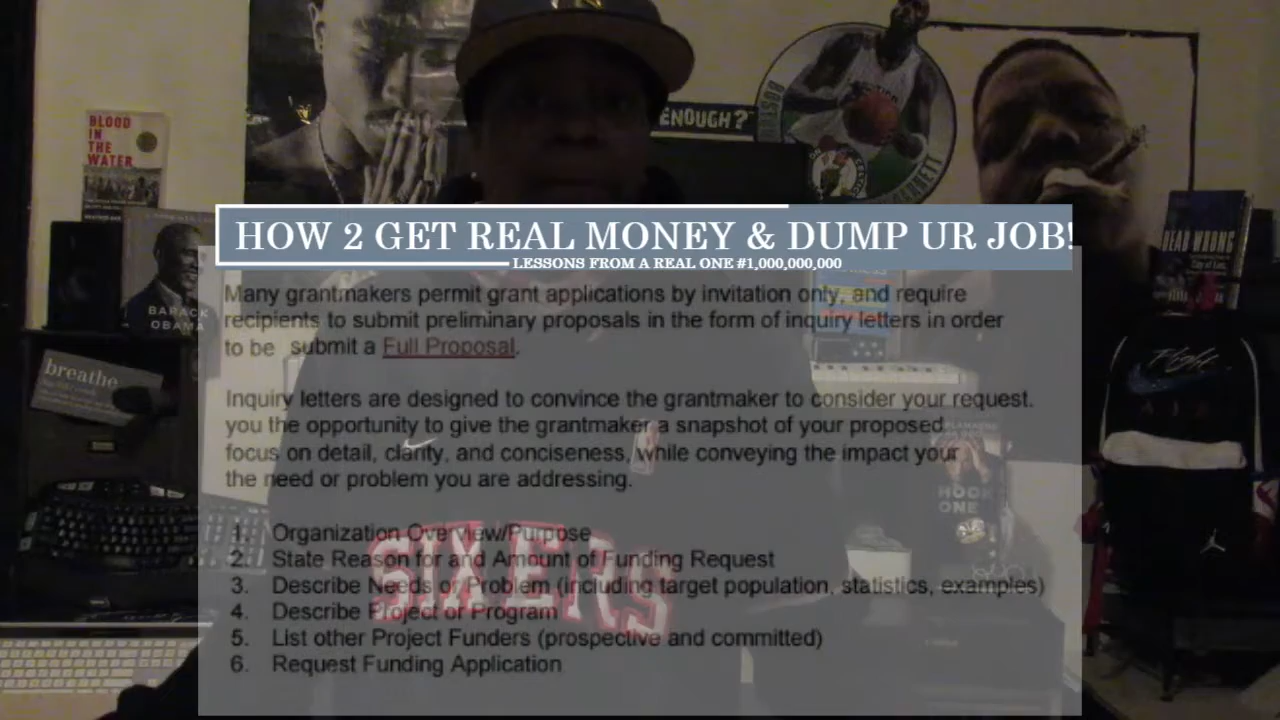 BLOOD
IN
THE
WATER
ENOUGH?
HOW 2 GET REAL MONEY & DUMP UR JOB!
LESSONS FROM A REAL ONE #1,000,000,000
DEAD WRONG
BARACK
OBAMA
Many grantmakers permit grant applications by invitation only, and require
recipients to submit preliminary proposals in the form of inquiry letters in order
to be submit a Full Proposal.
breathe
Flight
Inquiry letters are designed to convince the grantmaker to consider your request.
you the opportunity to give the grantmaker a snapshot of your proposed
focus on detail, clarity, and conciseness, while conveying the impact your
the need or problem you are addressing.
HOOK
ONE
1. Organization Overview/Purpose
2. State Reason for and Amount of Funding Request
3. Describe Needs or Problem (including target population, statistics, examples)
4. Describe Project or Program
5. List other Project Funders (prospective and committed)
6. Request Funding Application
SIXERS